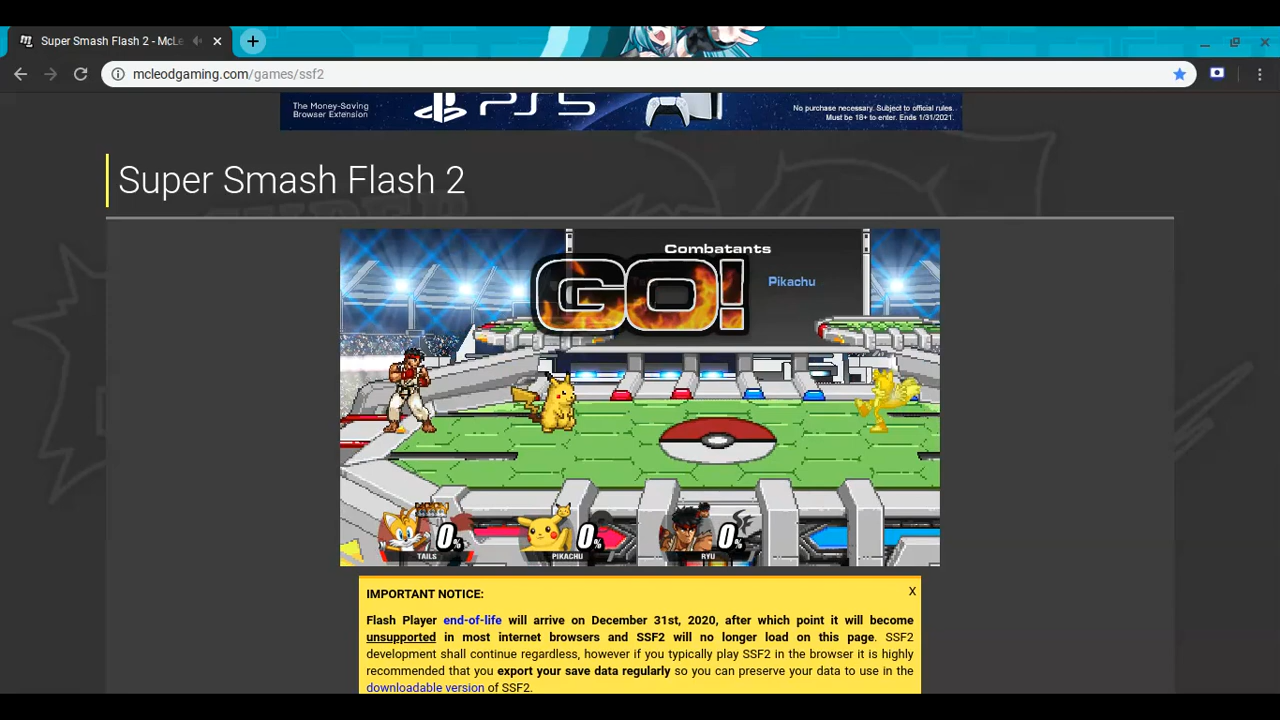 Super Smash Flash 2 - McLe
mcleodgaming.com/games/ssf2
The Money-Saving
Browser Extension
PS5
No purchase necessary. Subject to official rules.
Must be 18+ to enter. Ends 1/31/2021.
Super Smash Flash 2
Combatants
GO!
Pikachu
0%
0%
0%
TAILS
PIKACHU
RYU
IMPORTANT NOTICE:
X
Flash Player end-of-life will arrive on December 31st, 2020, after which point it will become
unsupported in most internet browsers and SSF2 will no longer load on this page. SSF2
development shall continue regardless, however if you typically play SSF2 in the browser it is highly
recommended that you export your save data regularly so you can preserve your data to use in the
downloadable version of SSF2.